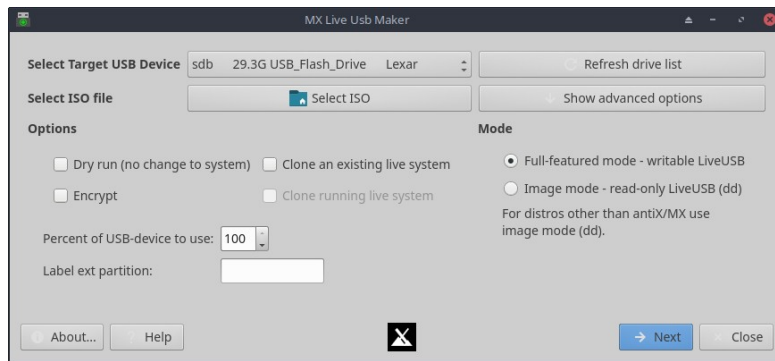 MX Live Usb Maker
Select Target USB Device sdb 29.3G USB_Flash_Drive Lexar Refresh drive list
Select ISO file Select ISO Show advanced options
Options Mode
Dry run (no change to system) Clone an existing live system Full-featured mode - writable LiveUSB
Encrypt Clone running live system Image mode - read-only LiveUSB (dd)
For distros other than antiX/MX use
image mode (dd).
Percent of USB-device to use: 100
Label ext partition:
About... Help Next Close